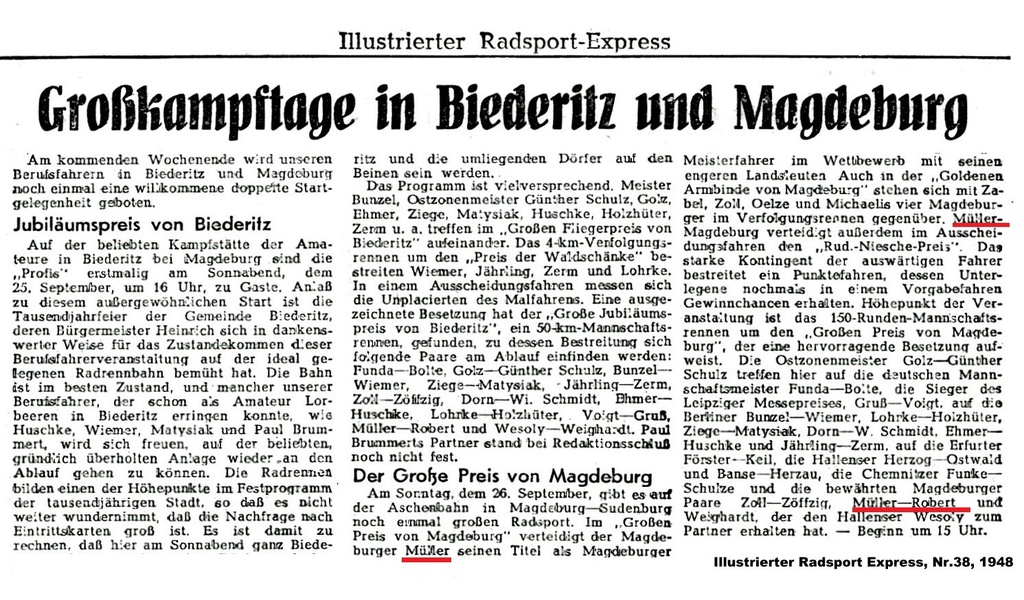 Illustrierter Radsport-Express
Großkampftage in Biederitz und Magdeburg
Am kommenden Wochenende wird unseren
Berufsfahrern in Biederitz und Magdeburg
noch einmal eine willkommene doppelte Start-
gelegenheit geboten.
Jubiläumspreis von Biederitz
Auf der beliebten Kampfstätte der Ama-
teure in Biederitz bei Magdeburg sind die
„Profis" erstmalig am Sonnabend, dem
25. September, um 16 Uhr, zu Gaste. Anlaß
zu diesem außergewöhnlichen Start ist die
Tausendjahrfeier der Gemeinde Biederitz,
deren Bürgermeister Heinrich sich in dankens-
werter Weise für das Zustandekommen dieser
Berufsfahrerveranstaltung auf der ideal ge-
legenen Radrennbahn bemüht hat. Die Bahn
ist im besten Zustand, und mancher unserer
Berufsfahrer, der schon als Amateur Lor-
beeren in Biederitz erringen konnte, wie
Huschke, Wiemer, Matysiak und Paul Brum-
mert, wird sich freuen, auf der beliebten,
gründlich überholten Anlage wieder an den
Ablauf gehen zu können. Die Radrennen
bilden einen der Höhepunkte im Festprogramm
der tausendjährigen Stadt, so daß es nicht
weiter wundernimmt, daß die Nachfrage nach
Eintrittskarten groß ist. Es ist damit zu
rechnen, daß hier am Sonnabend ganz Biede-
ritz und die umliegenden Dörfer auf den
Beinen sein werden.
Das Programm ist vielversprechend. Meister
Bunzel, Ostzonenmeister Günther Schulz, Golz,
Ehmer, Ziege, Matysiak, Huschke, Holzhüter,
Zerm u. a. treffen im „Großen Fliegerpreis von
Biederitz" aufeinander. Das 4-km-Verfolgungs-
rennen um den „Preis der Waldschänke" be-
streiten Wiemer, Jährling, Zerm und Lohrke.
In einem Ausscheidungsfahren messen sich
die Unplacierten des Malfahrens. Eine ausge-
zeichnete Besetzung hat der „Große Jubiläums-
preis von Biederitz", ein 50-km-Mannschafts-
rennen, gefunden, zu dessen Bestreitung sich
folgende Paare am Ablauf einfinden werden:
Funda—Bolte, Golz—Günther Schulz, Bunzel—
Wiemer, Ziege—Matysiak, Jährling—Zerm,
Zoll—Zöffzig, Dorn—Wi. Schmidt, Ehmer—
Huschke, Lohrke—Holzhüter, Voigt—Gruß,
Müller—Robert und Wesoly—Weighardt. Paul
Brummerts Partner stand bei Redaktionsschluß
noch nicht fest.
Der Große Preis von Magdeburg
Am Sonntag, dem 26. September, gibt es auf
der Aschenbahn in Magdeburg—Sudenburg
noch einmal großen Radsport. Im „Großen
Preis von Magdeburg" verteidigt der Magde-
burger Müller seinen Titel als Magdeburger
Meisterfahrer im Wettbewerb mit seinen
engeren Landsleuten Auch in der „Goldenen
Armbinde von Magdeburg" stehen sich mit Za-
bel, Zoll, Oelze und Michaelis vier Magdebur-
ger im Verfolgungsrennen gegenüber. Müller-
Magdeburg verteidigt außerdem im Ausschei-
dungsfahren den „Rud.-Niesche-Preis". Das
starke Kontingent der auswärtigen Fahrer
bestreitet ein Punktefahren, dessen Unter-
legene nochmals in einem Vorgabefahren
Gewinnchancen erhalten. Höhepunkt der Ver-
anstaltung ist das 150-Runden-Mannschafts-
rennen um den „Großen Preis von Magde-
burg", der eine hervorragende Besetzung auf-
weist. Die Ostzonenmeister Golz—Günther
Schulz treffen hier auf die deutschen Mann-
schaftsmeister Funda—Bolte, die Sieger des
Leipziger Messepreises, Gruß—Voigt, auf die
Berliner Bunzel—Wiemer, Lohrke—Holzhüter,
Ziege—Matysiak, Dorn—W. Schmidt, Ehmer—
Huschke und Jährling—Zerm, auf die Erfurter
Förster—Keil, die Hallenser Herzog—Ostwald
und Banse—Herzau, die Chemnitzer Funke—
Schulze und die bewährten Magdeburger
Paare Zoll—Zöffzig, Müller—Robert und
Weighardt, der den Hallenser Wesoly zum
Partner erhalten hat. — Beginn um 15 Uhr.
Illustrierter Radsport Express, Nr.38, 1948